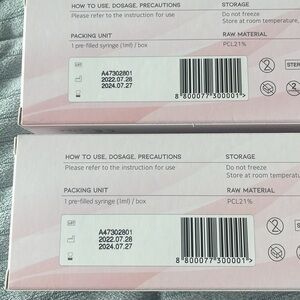 HOW TO USE, DOSAGE, PRECAUTIONS
Please refer to the instruction for use
STORAGE
Do not freeze
Store at room temperature,
PACKING UNIT
1 pre-filled syringe (1ml) / box
RAW MATERIAL
PCL21%
A47302801
2022.07.28
2024.07.27
8 800077 300001 >
STER
HOW TO USE, DOSAGE, PRECAUTIONS
Please refer to the instruction for use
STORAGE
Do not freeze
Store at room temperatu
PACKING UNIT
1 pre-filled syringe (1ml) / box
RAW MATERIAL
PCL21%
A47302801
2022.07.28
2024.07.27
8 800077 300001 >